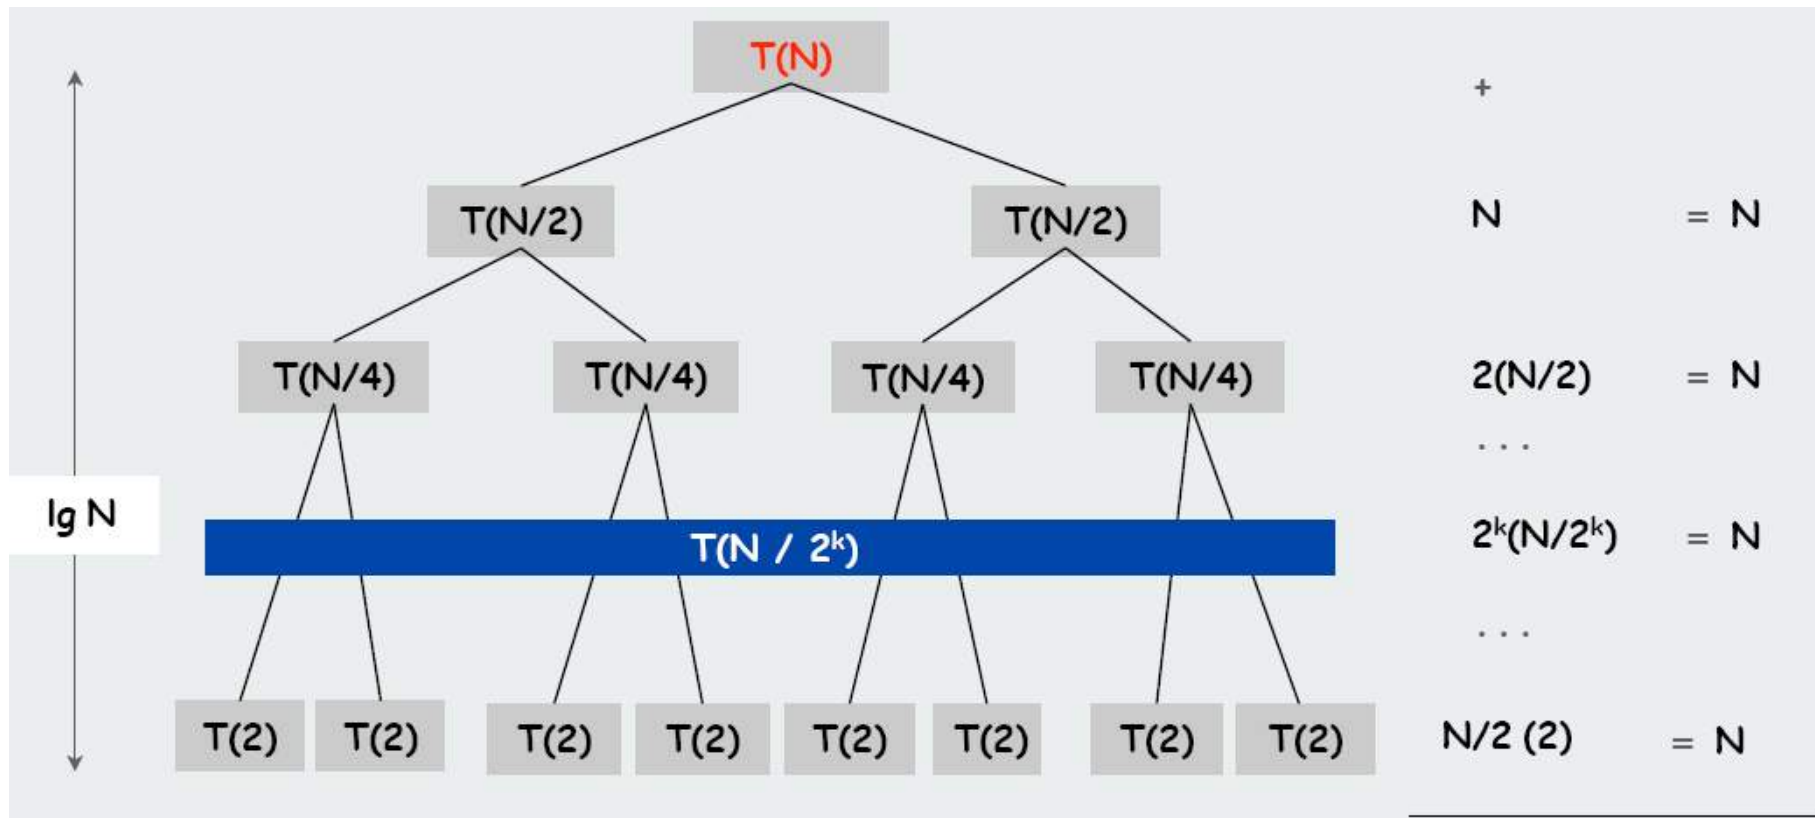 T(N)
+
T(N/2) T(N/2) N = N
T(N/4) T(N/4) T(N/4) T(N/4) 2(N/2) = N
. . .
lg N
T(N / 2ᵏ) 2ᵏ(N/2ᵏ) = N
. . .
T(2) T(2) T(2) T(2) T(2) T(2) T(2) T(2) N/2 (2) = N